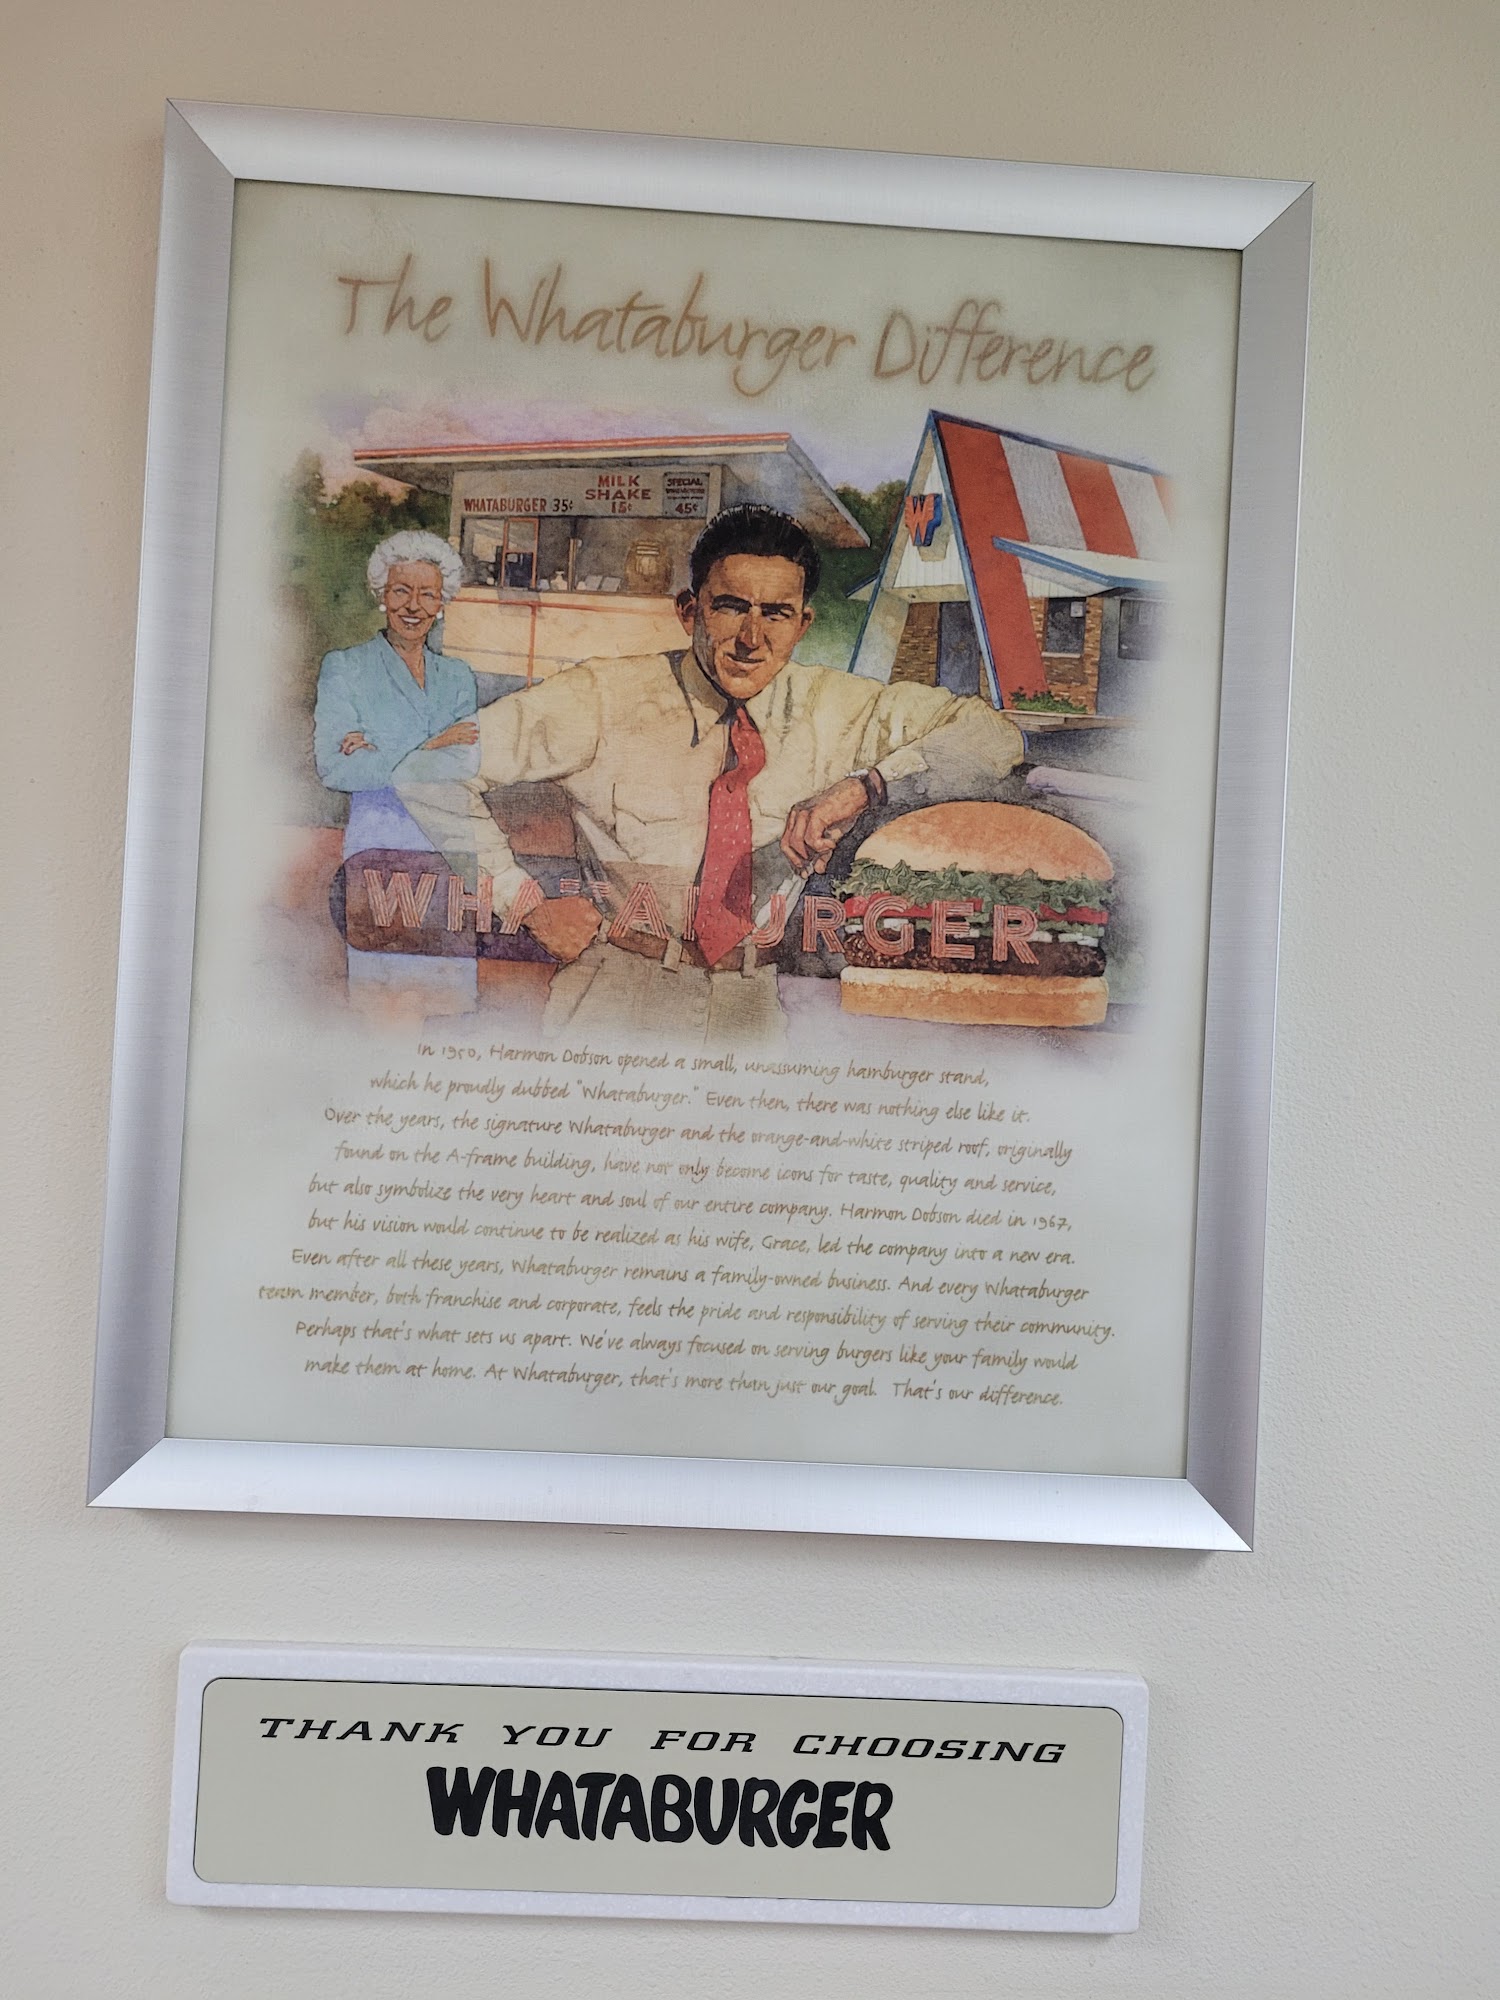 The Whataburger Difference
WHATABURGER 35¢
MILK
SHAKE
15¢
SPECIAL
45¢
W
WHATABURGER
In 1950, Harmon Dobson opened a small, unassuming hamburger stand,
which he proudly dubbed "Whataburger." Even then, there was nothing else like it.
Over the years, the signature Whataburger and the orange-and-white striped roof, originally
found on the A-frame building, have not only become icons for taste, quality and service,
but also symbolize the very heart and soul of our entire company. Harmon Dobson died in 1967,
but his vision would continue to be realized as his wife, Grace, led the company into a new era.
Even after all these years, Whataburger remains a family-owned business. And every Whataburger
team member, both franchise and corporate, feels the pride and responsibility of serving their community.
Perhaps that's what sets us apart. We've always focused on serving burgers like your family would
make them at home. At Whataburger, that's more than just our goal. That's our difference.
THANK YOU FOR CHOOSING
WHATABURGER